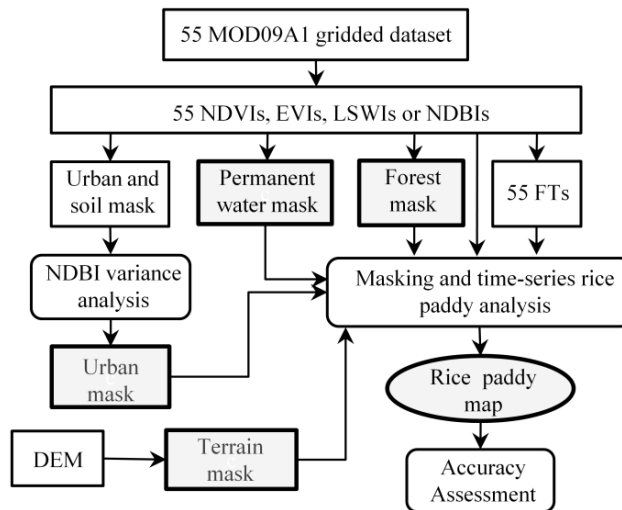 55 MOD09A1 gridded dataset
55 NDVIs, EVIs, LSWIs or NDBIs
Urban and
soil mask
Permanent
water mask
Forest
mask
55 FTs
NDBI variance
analysis
Masking and time-series rice
paddy analysis
Urban
mask
Rice paddy
map
DEM
Terrain
mask
Accuracy
Assessment